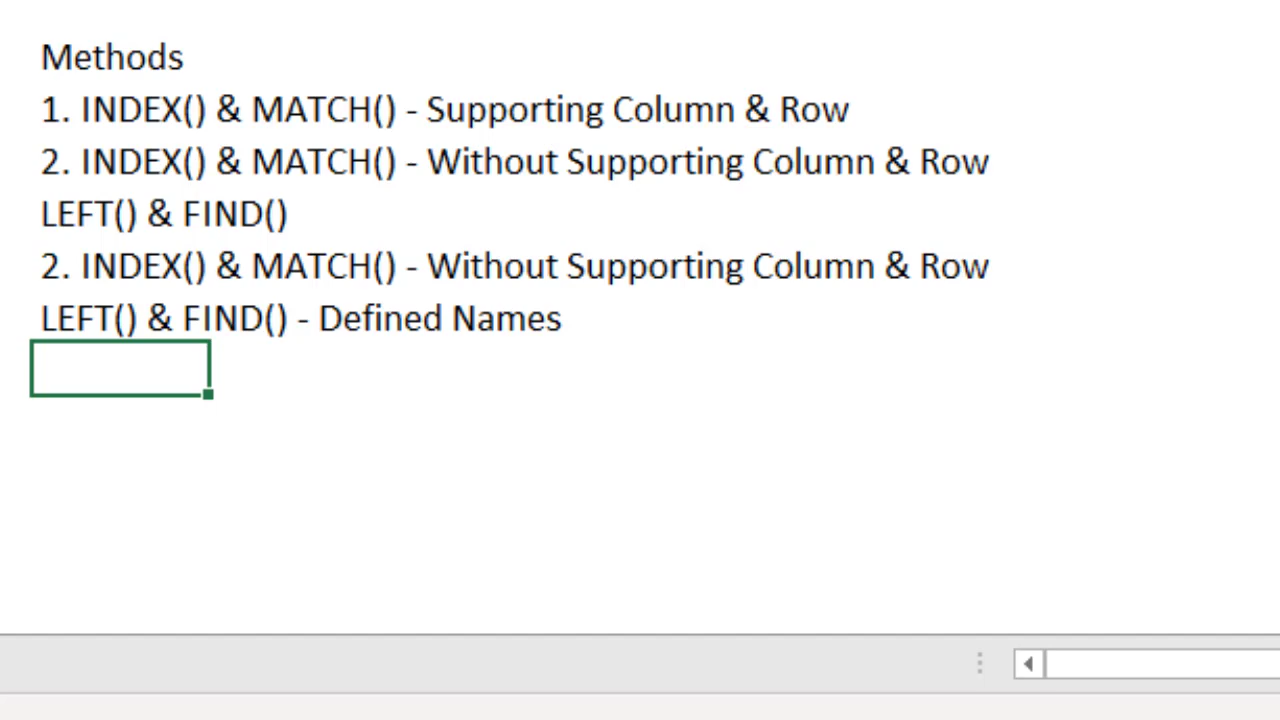 Methods
1. INDEX() & MATCH() - Supporting Column & Row
2. INDEX() & MATCH() - Without Supporting Column & Row
LEFT() & FIND()
2. INDEX() & MATCH() - Without Supporting Column & Row
LEFT() & FIND() - Defined Names